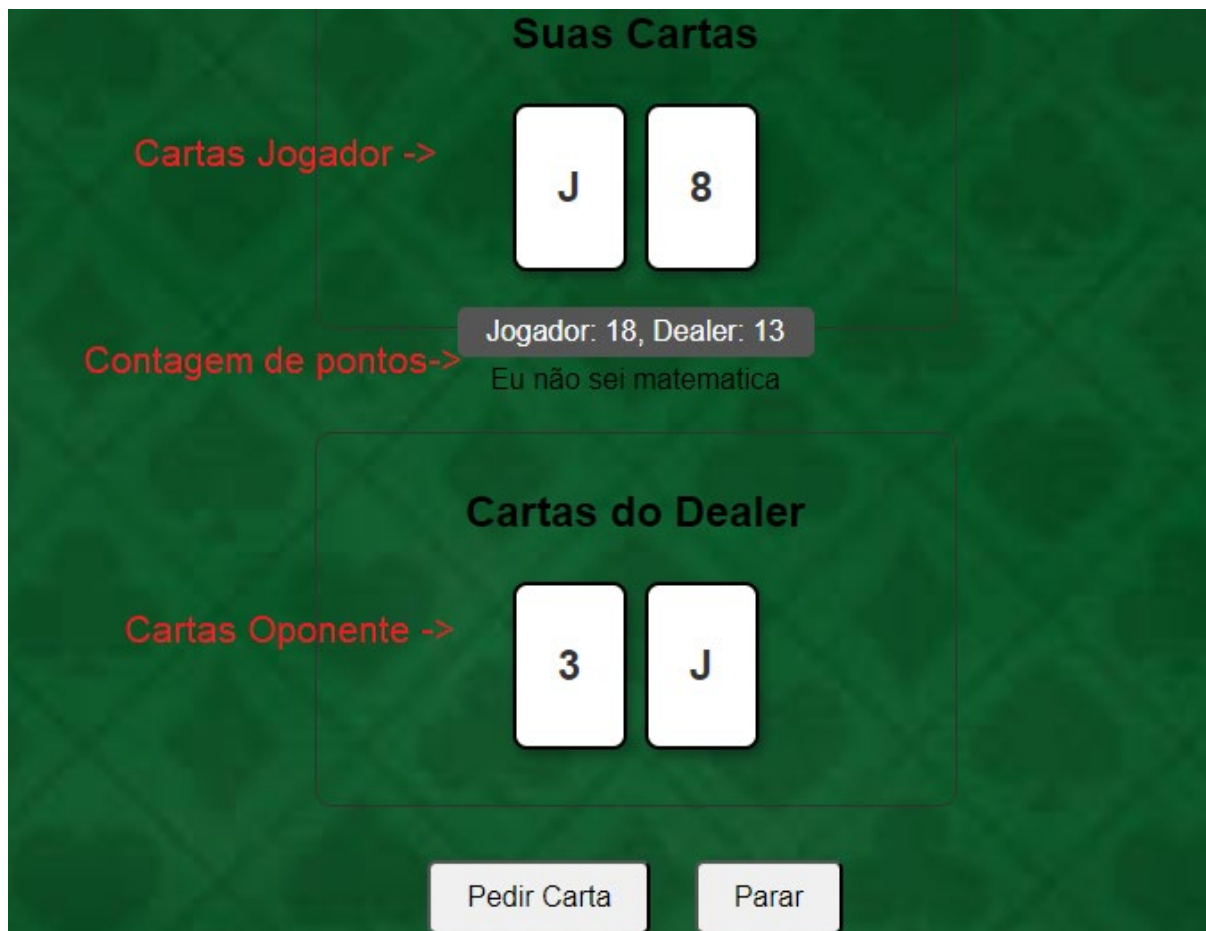 Suas Cartas
Cartas Jogador ->
J 8
Jogador: 18, Dealer: 13
Contagem de pontos->
Eu não sei matematica
Cartas do Dealer
Cartas Oponente ->
3 J
Pedir Carta Parar